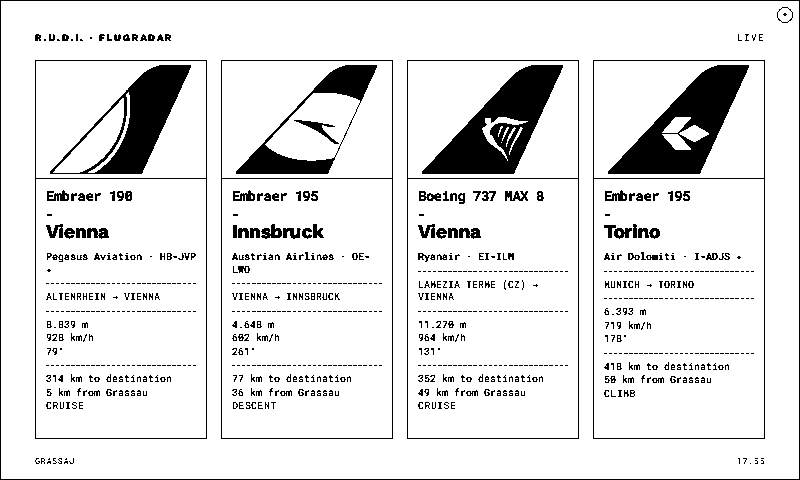 R.U.D.I. · FLUGRADAR
LIVE
Embraer 190
-
Vienna
Pegasus Aviation · HB-JVP
✦
ALTENRHEIN → VIENNA
8.839 m
928 km/h
79°
314 km to destination
5 km from Grassau
CRUISE
Embraer 195
-
Innsbruck
Austrian Airlines · OE-
LWO
VIENNA → INNSBRUCK
4.648 m
602 km/h
261°
77 km to destination
36 km from Grassau
DESCENT
Boeing 737 MAX 8
-
Vienna
Ryanair · EI-ILM
LAMEZIA TERME (CZ) →
VIENNA
11.270 m
964 km/h
131°
352 km to destination
49 km from Grassau
CRUISE
Embraer 195
-
Torino
Air Dolomiti · I-ADJS ✦
MUNICH → TORINO
6.393 m
719 km/h
178°
418 km to destination
50 km from Grassau
CLIMB
GRASSAU
17:55